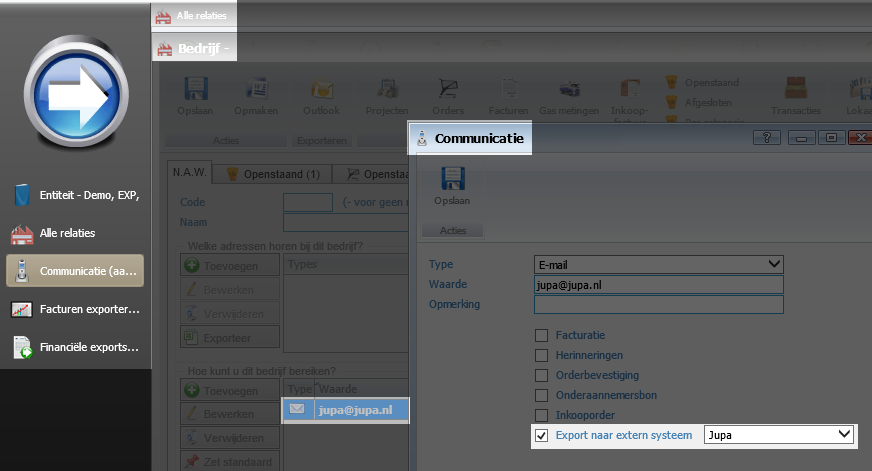 Alle relaties
Bedrijf -
Opslaan
Opmaken
Outlook
Projecten
Orders
Facturen
Gas metingen
Inkoop-
Openstaand
Afgesloten
Transacties
Acties
Exporteren
Communicatie
N.A.W.
Openstaand (1)
Code
(- voor geen
Naam
Welke adressen horen bij dit bedrijf?
Toevoegen
Types
Bewerken
Verwijderen
Exporteer
Hoe kunt u dit bedrijf bereiken?
Toevoegen
Type
Waarde
Bewerken
jupa@jupa.nl
Verwijderen
Zet standaard
Entiteit - Demo, EXP,
Alle relaties
Communicatie (aa...
Facturen exporter...
Financiële exports...
Opslaan
Acties
Type
E-mail
Waarde
jupa@jupa.nl
Opmerking
Facturatie
Herinneringen
Orderbevestiging
Onderaannemersbon
Inkooporder
Export naar extern systeem
Jupa